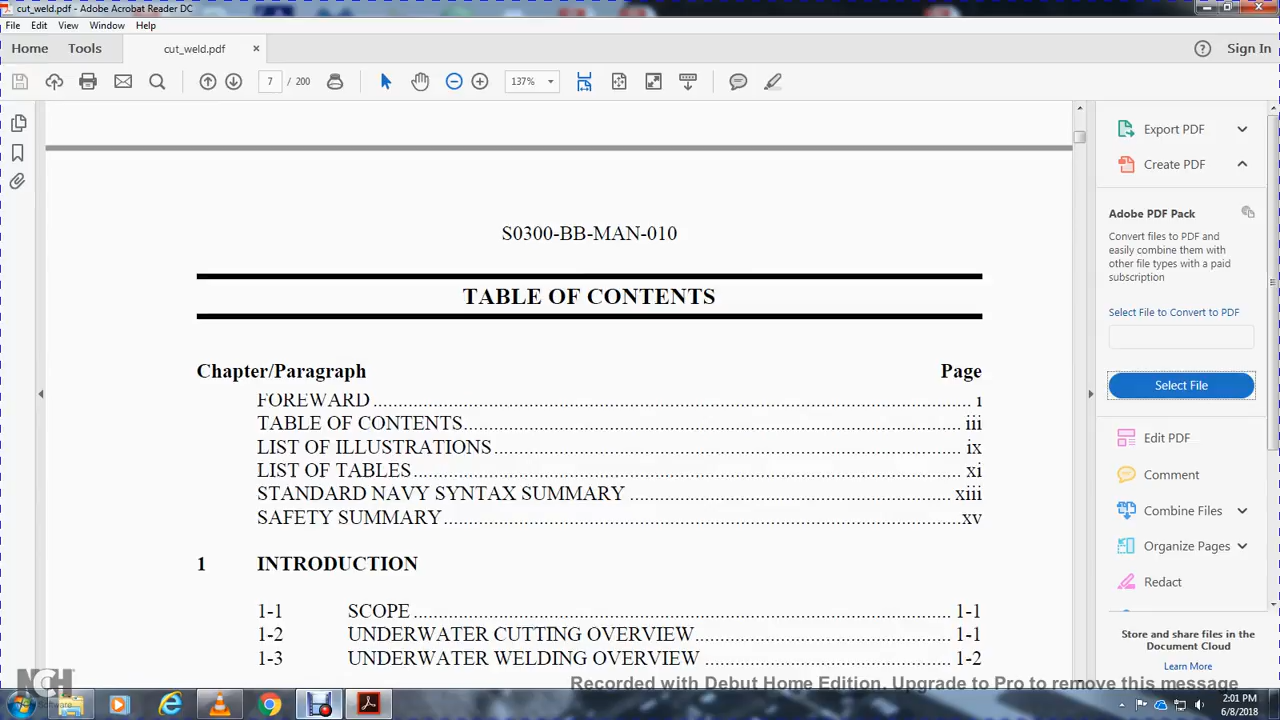 cut_weld.pdf - Adobe Acrobat Reader DC
File Edit View Window Help
Home Tools cut_weld.pdf × Sign In
7 / 200 137%
S0300-BB-MAN-010
TABLE OF CONTENTS
Chapter/Paragraph Page
FOREWARD i
TABLE OF CONTENTS iii
LIST OF ILLUSTRATIONS ix
LIST OF TABLES xi
STANDARD NAVY SYNTAX SUMMARY xiii
SAFETY SUMMARY xv
1 INTRODUCTION
1-1 SCOPE 1-1
1-2 UNDERWATER CUTTING OVERVIEW 1-1
1-3 UNDERWATER WELDING OVERVIEW 1-2
Export PDF
Create PDF
Adobe PDF Pack
Convert files to PDF and
easily combine them with
other file types with a paid
subscription
Select File to Convert to PDF
Select File
Edit PDF
Comment
Combine Files
Organize Pages
Redact
Store and share files in the
Document Cloud
Learn More
NCH
Software
Recorded with Debut Home Edition. Upgrade to Pro to remove this message
2:01 PM
6/8/2018